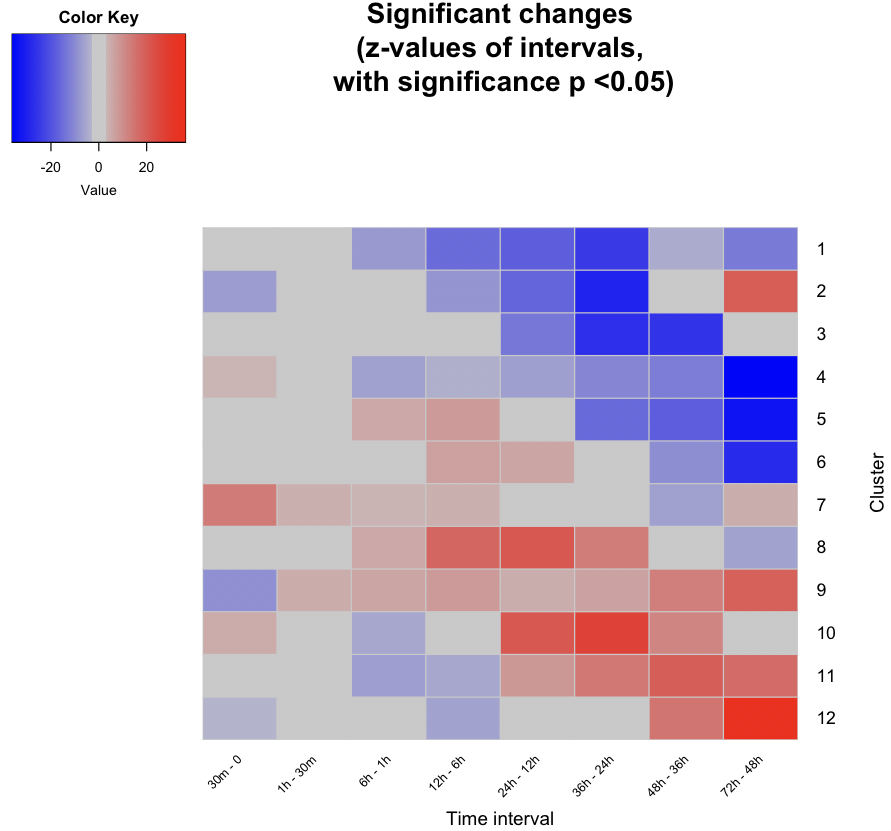 Color Key
-20 0 20
Value
Significant changes
(z-values of intervals,
with significance p <0.05)
1
2
3
4
5
6
7
8
9
10
11
12
Cluster
30m - 0 1h - 30m 6h - 1h 12h - 6h 24h - 12h 36h - 24h 48h - 36h 72h - 48h
Time interval